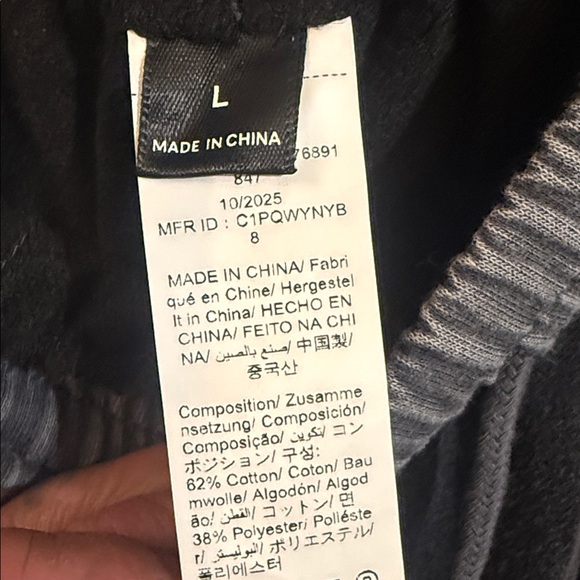 L
MADE IN CHINA
76891
847
10/2025
MFR ID : C1PQWYNYB
8
MADE IN CHINA/ Fabri
qué en Chine/ Hergestel
lt in China/ HECHO EN
CHINA/ FEITO NA CHI
NA/ صنع بالصين/ 中国製/
중국산
Composition/ Zusamme
nsetzung/ Composición/
Composição/ تكوين/ コン
ポジション/ 구성:
62% Cotton/ Coton/ Bau
mwolle/ Algodón/ Algod
ão/ القطن/ コットン/ 면
38% Polyester/ Polieste
r/ البوليستر/ ポリエステル/
폴리에스터